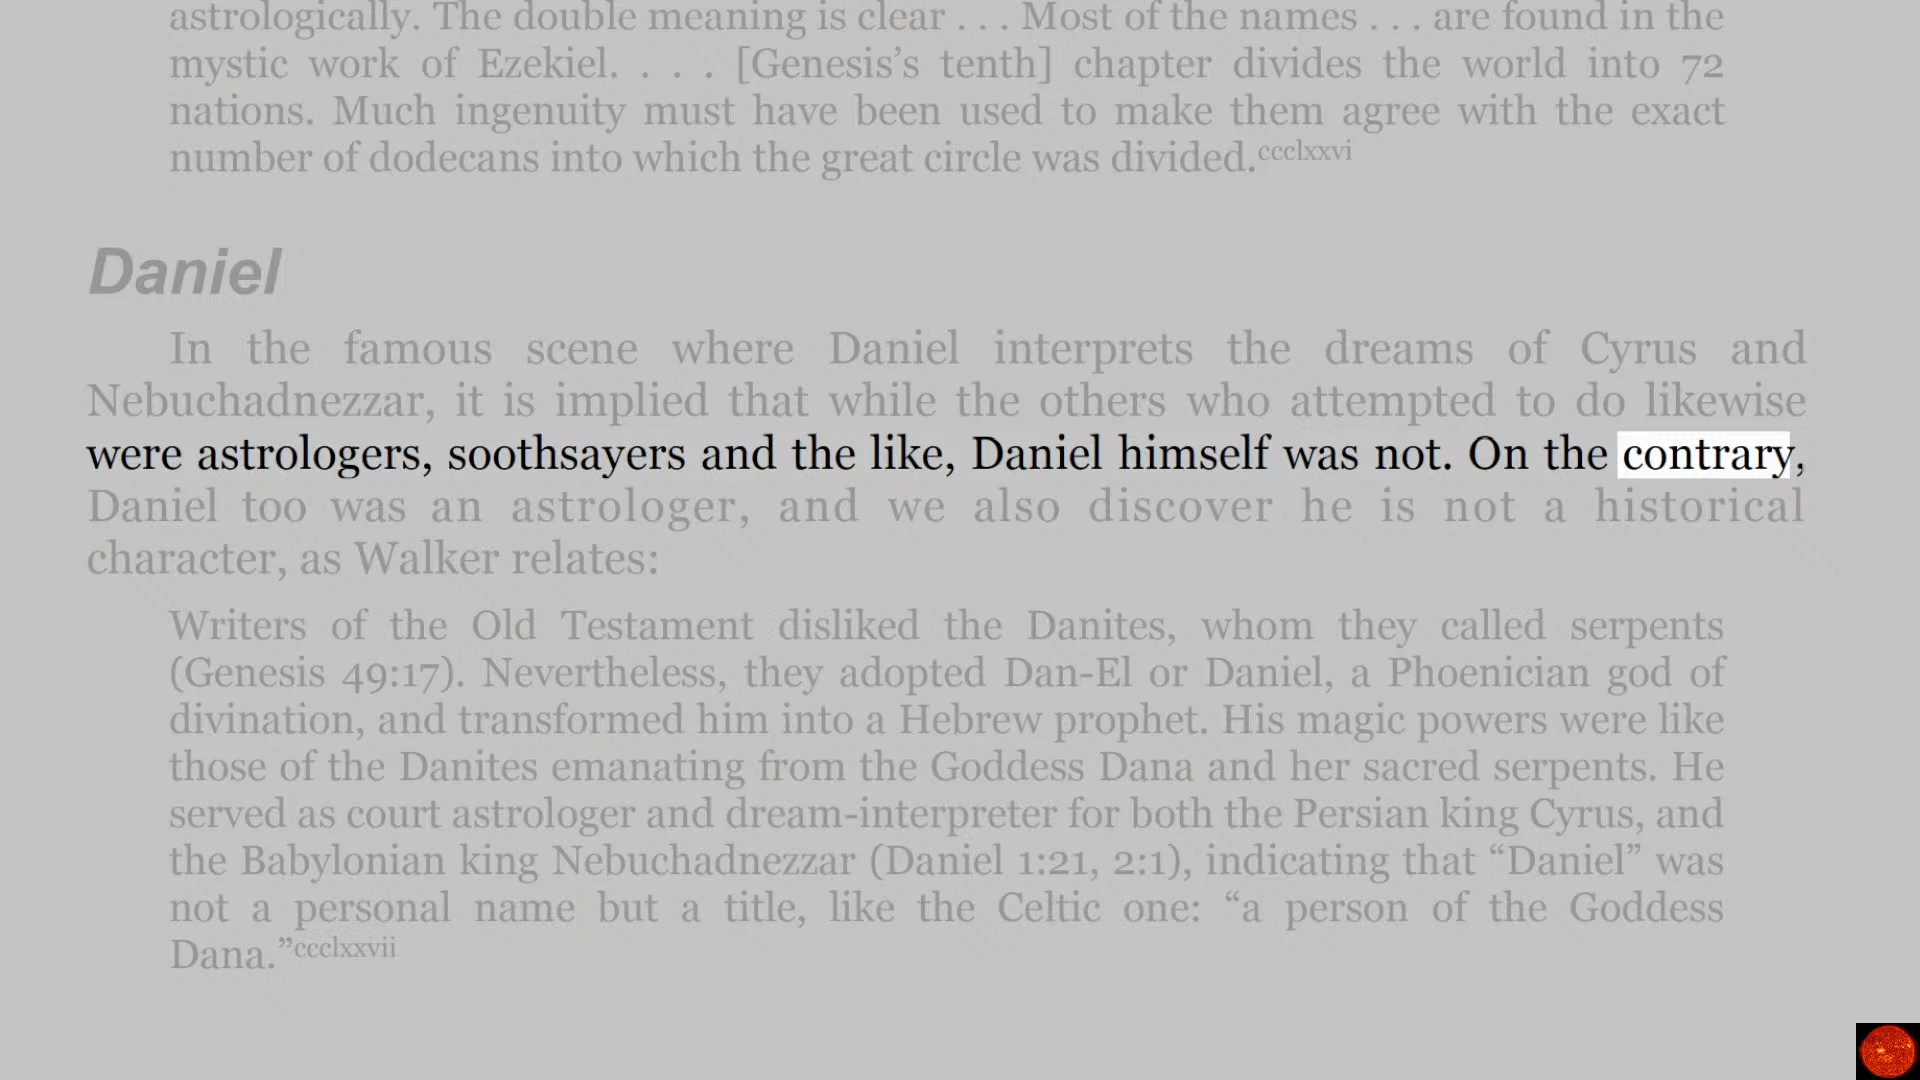 astrologically. The double meaning is clear . . . Most of the names . . . are found in the
mystic work of Ezekiel. . . . [Genesis’s tenth] chapter divides the world into 72
nations. Much ingenuity must have been used to make them agree with the exact
number of dodecans into which the great circle was divided.ccclxxvi
Daniel
In the famous scene where Daniel interprets the dreams of Cyrus and
Nebuchadnezzar, it is implied that while the others who attempted to do likewise
were astrologers, soothsayers and the like, Daniel himself was not. On the contrary,
Daniel too was an astrologer, and we also discover he is not a historical
character, as Walker relates:
Writers of the Old Testament disliked the Danites, whom they called serpents
(Genesis 49:17). Nevertheless, they adopted Dan-El or Daniel, a Phoenician god of
divination, and transformed him into a Hebrew prophet. His magic powers were like
those of the Danites emanating from the Goddess Dana and her sacred serpents. He
served as court astrologer and dream-interpreter for both the Persian king Cyrus, and
the Babylonian king Nebuchadnezzar (Daniel 1:21, 2:1), indicating that “Daniel” was
not a personal name but a title, like the Celtic one: “a person of the Goddess
Dana.”ccclxxvii